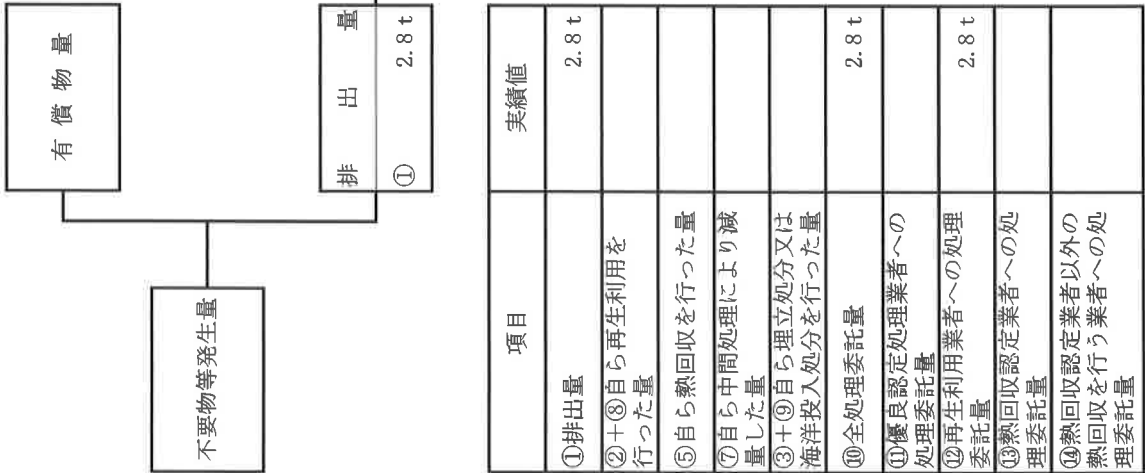 不要物等発生量
有償物量
排出量
① 2.8t
項目 実績値
①排出量 2.8t
②+⑧自ら再生利用を
行った量
⑤自ら熱回収を行った量
⑦自ら中間処理により減
量した量
③+⑨自ら埋立処分又は
海洋投入処分を行った量
⑩全処理委託量 2.8t
⑪優良認定処理業者への
処理委託量
⑫再生利用業者への処理
委託量 2.8t
⑬熱回収認定業者への処
理委託量
⑭熱回収認定業者以外の
熱回収を行う業者への処
理委託量